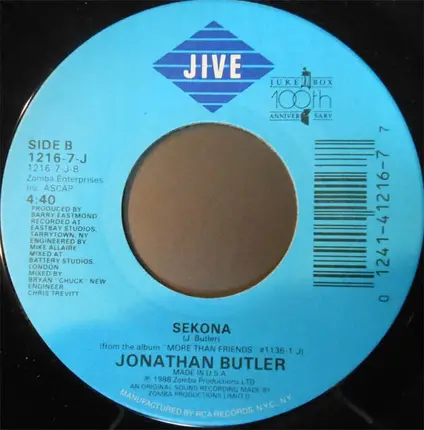 JIVE
JUKE BOX
100th
ANNIVERSARY
SIDE B
1216-7-J
1216 7-J-B
Zomba Enterprises
Inc. ASCAP
4:40
PRODUCED BY
BARRY EASTMOND
RECORDED AT
EASTBAY STUDIOS,
TARRYTOWN, NY
ENGINEERED BY
MIKE ALLAIRE
MIXED AT
BATTERY STUDIOS,
LONDON
MIXED BY
BRYAN "CHUCK" NEW
ENGINEER
CHRIS TREVITT
0 1241-41216-7 7
SEKONA
(J. Butler)
(from the album "MORE THAN FRIENDS" #1136-1-J)
JONATHAN BUTLER
MADE IN U.S.A.
℗ 1988 Zomba Productions LTD
AN ORIGINAL SOUND RECORDING MADE BY
ZOMBA PRODUCTIONS LIMITED
MANUFACTURED BY RCA RECORDS, N.Y.C., N.Y.